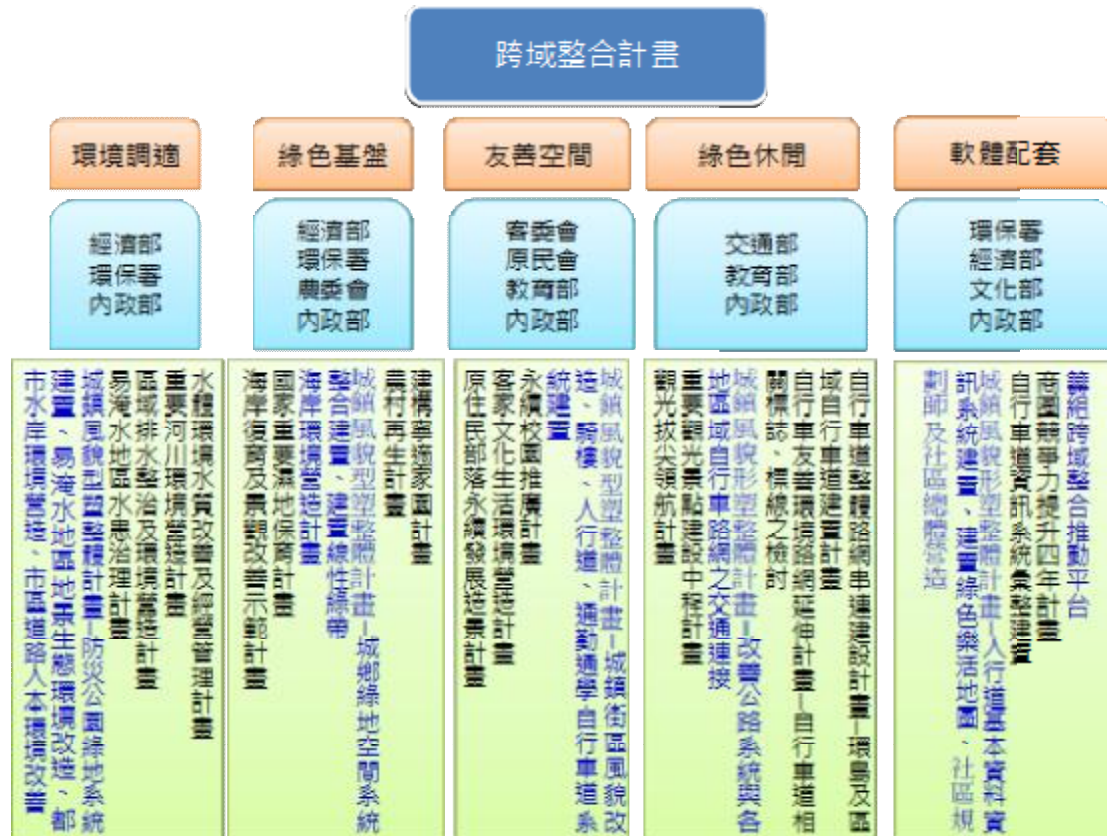 跨域整合計畫
環境調適
經濟部
環保署
內政部
水體環境水質改善及經營管理計畫
重要河川環境營造計畫
區域排水整治及環境營造計畫
易淹水地區水患治理計畫
城鎮風貌型塑整體計畫－防災公園綠地系統
建置、易淹水地區地景生態環境改造、都
市水岸環境營造、市區道路人本環境改善
綠色基盤
經濟部
環保署
農委會
內政部
建構寧適家園計畫
農村再生計畫
城鎮風貌型塑整體計畫－城鄉綠地空間系統
整合建置、建置線性綠帶
海岸環境營造計畫
國家重要濕地保育計畫
海岸復育及景觀改善示範計畫
友善空間
客委會
原民會
教育部
內政部
城鎮風貌型塑整體計畫－城鎮街區風貌改
造、騎樓、人行道、通勤通學自行車道系
統建置
永續校園推廣計畫
客家文化生活環境營造計畫
原住民部落永續發展造景計畫
綠色休閒
交通部
教育部
內政部
自行車道整體路網串連建設計畫－環島及區
域自行車道建置計畫
自行車友善環境路網延伸計畫－自行車道相
關標誌、標線之檢討
城鎮風貌形塑整體計畫－改善公路系統與各
地區域自行車路網之交通連接
重要觀光景點建設中程計畫
觀光拔尖領航計畫
軟體配套
環保署
經濟部
文化部
內政部
籌組跨域整合推動平台
商圈競爭力提升四年計畫
自行車道資訊系統彙整建置
城鎮風貌形塑整體計畫－人行道基本資料資
訊系統建置、建置綠色樂活地圖、社區規
劃師及社區總體營造